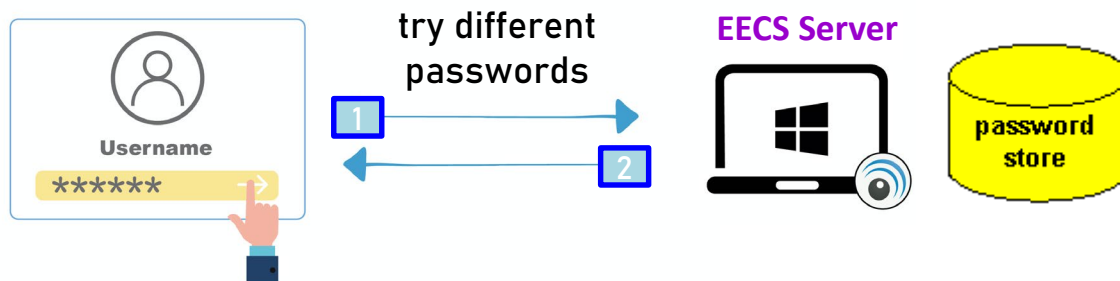 try different
passwords
EECS Server
1
2
Username
******
password
store